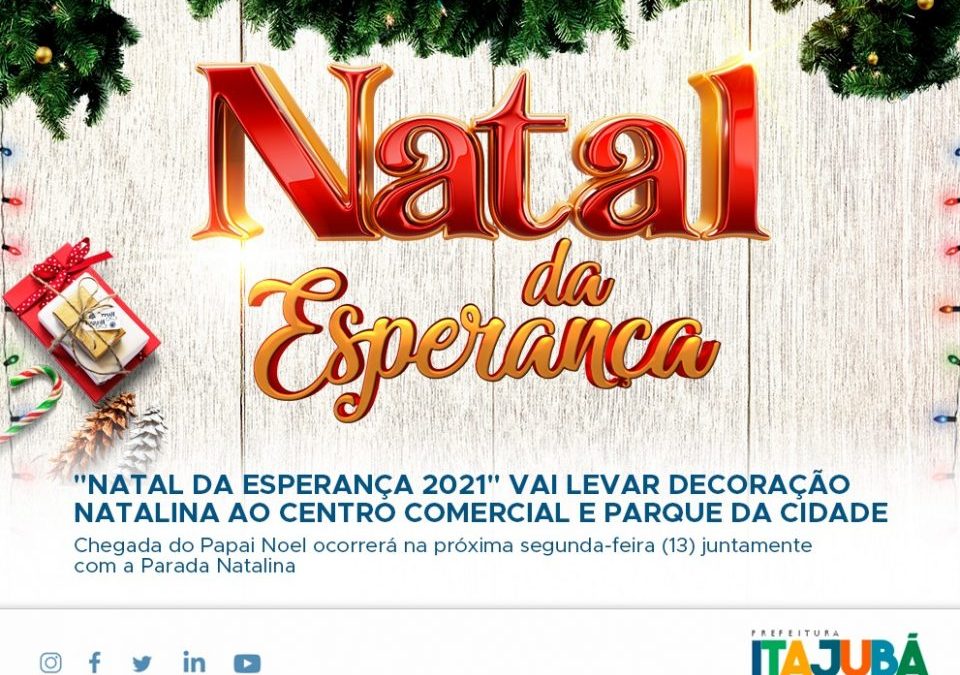 Natal
da
Esperança
"NATAL DA ESPERANÇA 2021" VAI LEVAR DECORAÇÃO
NATALINA AO CENTRO COMERCIAL E PARQUE DA CIDADE
Chegada do Papai Noel ocorrerá na próxima segunda-feira (13) juntamente
com a Parada Natalina
PREFEITURA
ITAJUBÁ